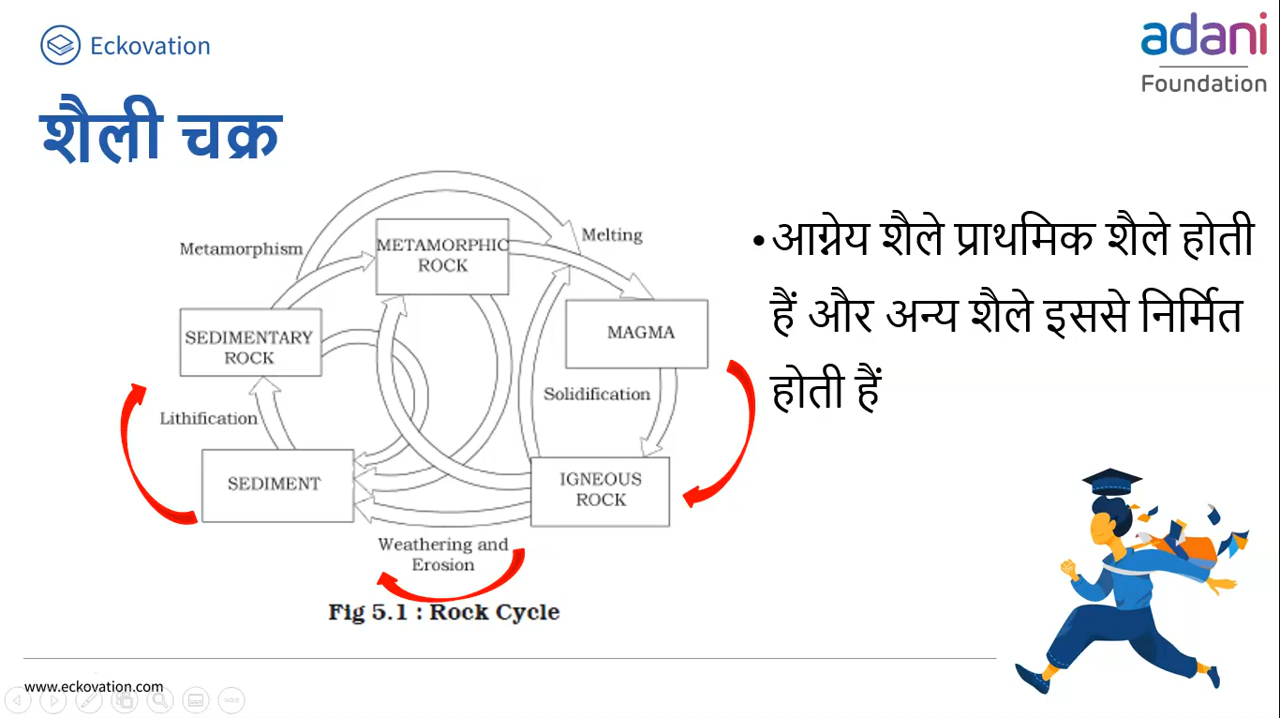 Eckovation
adani
Foundation
शैली चक्र
Metamorphism
METAMORPHIC
ROCK
Melting
SEDIMENTARY
ROCK
MAGMA
Lithification
Solidification
SEDIMENT
IGNEOUS
ROCK
Weathering and
Erosion
Fig 5.1 : Rock Cycle
•आग्नेय शैले प्राथमिक शैले होती
हैं और अन्य शैले इससे निर्मित
होती हैं
www.eckovation.com